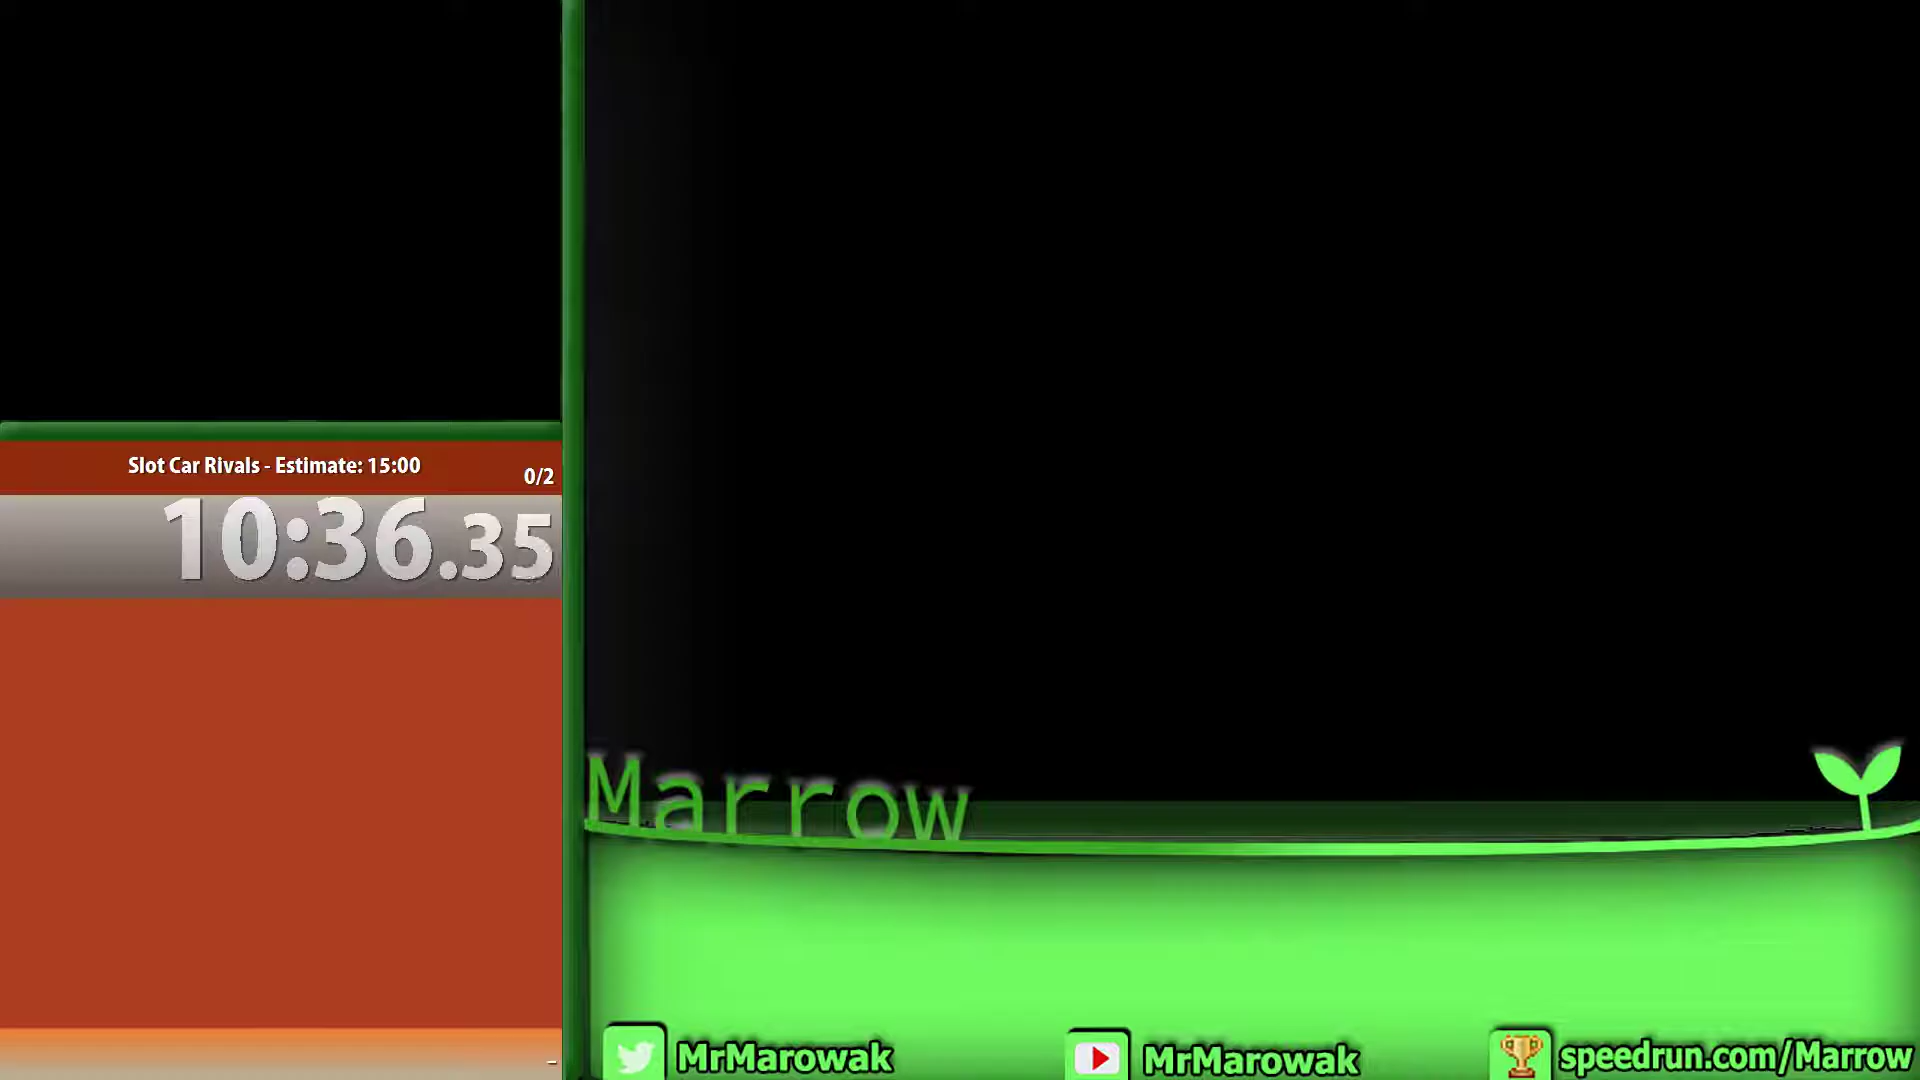 Slot Car Rivals - Estimate: 15:00
0/2
10:36.35
Marrow
–
MrMarowak
MrMarowak
speedrun.com/Marrow